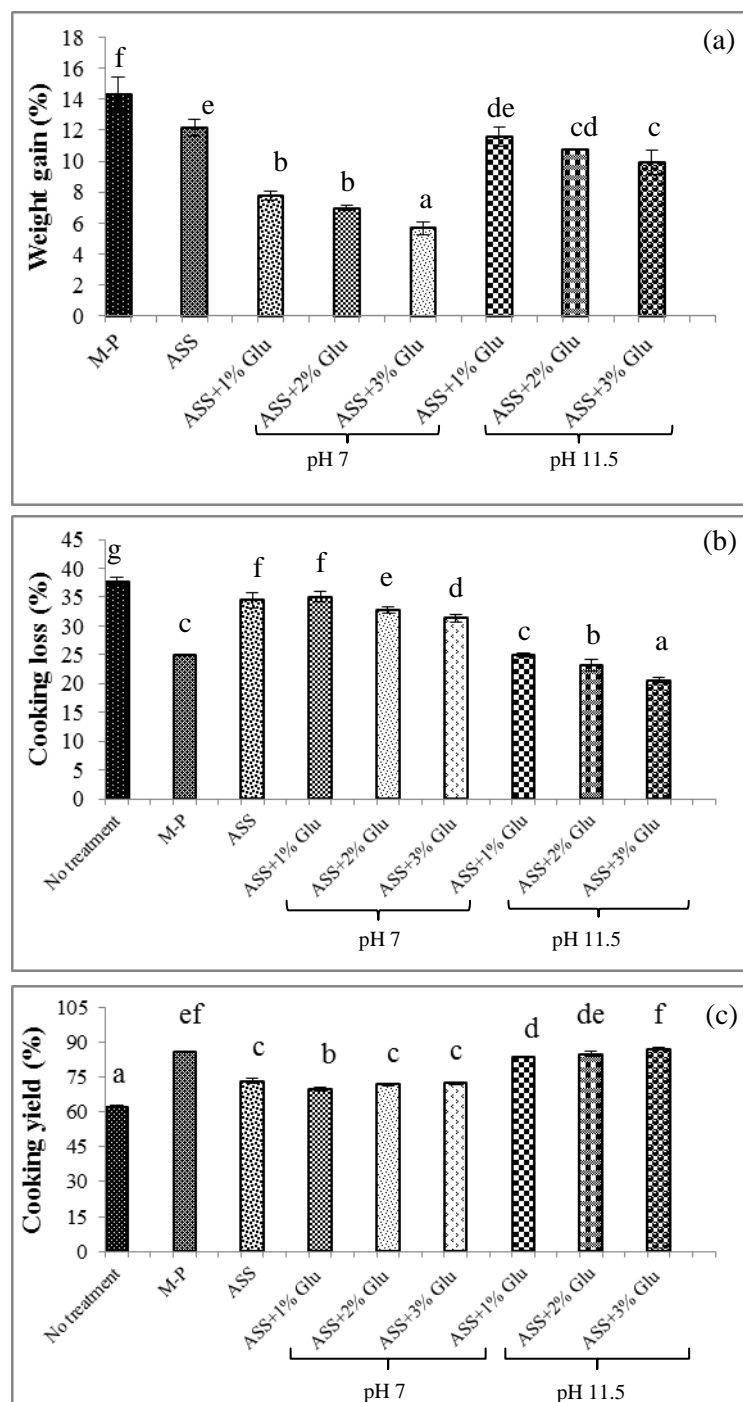 (a)
Weight gain (%)
18
16
14
12
10
8
6
4
2
0
f
e
b
b
a
de
cd
c
M-P
ASS
ASS+1% Glu
ASS+2% Glu
ASS+3% Glu
ASS+1% Glu
ASS+2% Glu
ASS+3% Glu
pH 7
pH 11.5
(b)
Cooking loss (%)
45
40
35
30
25
20
15
10
5
0
g
c
f
f
e
d
c
b
a
No treatment
M-P
ASS
ASS+1% Glu
ASS+2% Glu
ASS+3% Glu
ASS+1% Glu
ASS+2% Glu
ASS+3% Glu
pH 7
pH 11.5
(c)
Cooking yield (%)
105
90
75
60
45
30
15
0
a
ef
c
b
c
c
d
de
f
No treatment
M-P
ASS
ASS+1% Glu
ASS+2% Glu
ASS+3% Glu
ASS+1% Glu
ASS+2% Glu
ASS+3% Glu
pH 7
pH 11.5